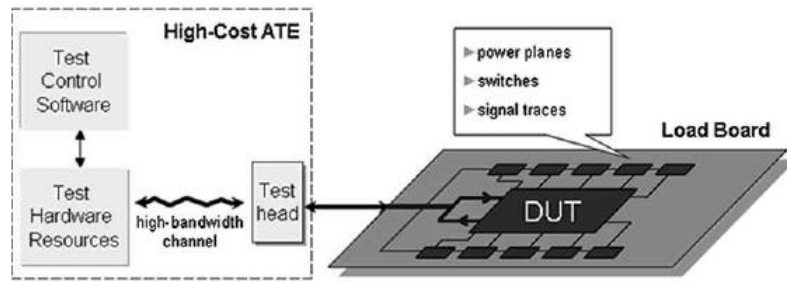 High-Cost ATE
Test
Control
Software
Test
Hardware
Resources
high-bandwidth
channel
Test
head
power planes
switches
signal traces
Load Board
DUT